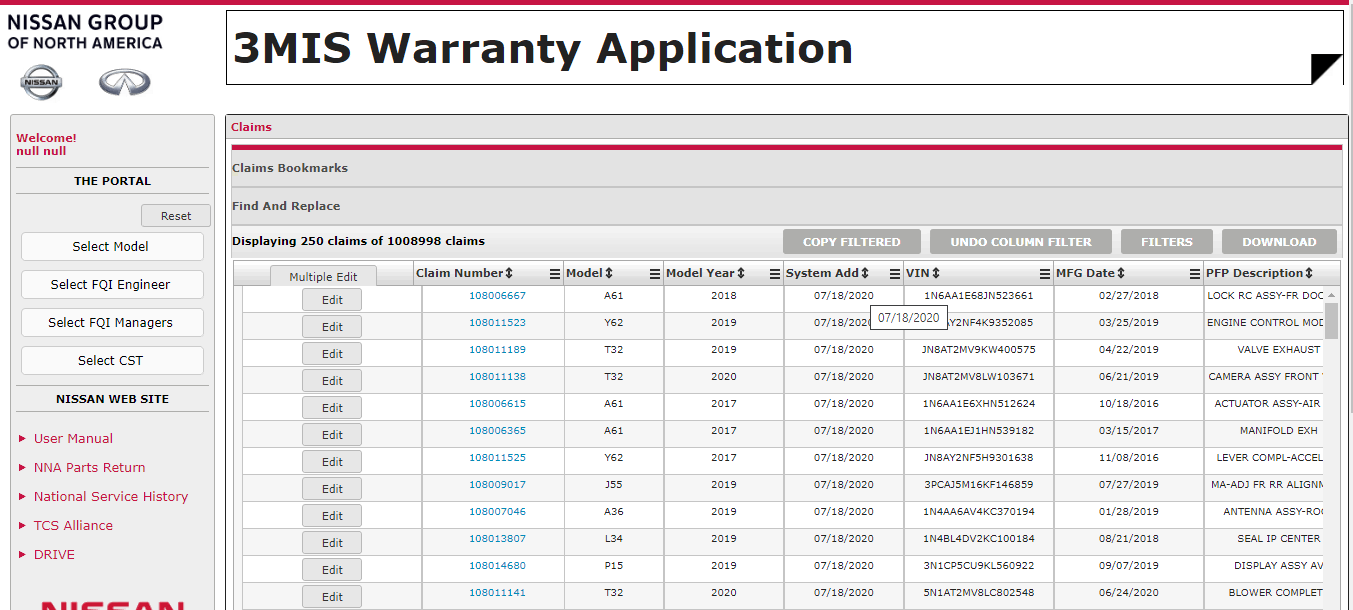 NISSAN GROUP
OF NORTH AMERICA
NISSAN
3MIS Warranty Application
Welcome!
null null
THE PORTAL
Reset
Select Model
Select FQI Engineer
Select FQI Managers
Select CST
NISSAN WEB SITE
User Manual
NNA Parts Return
National Service History
TCS Alliance
DRIVE
NISSAN
Claims
Claims Bookmarks
Find And Replace
Displaying 250 claims of 1008998 claims COPY FILTERED UNDO COLUMN FILTER FILTERS DOWNLOAD
Multiple Edit Claim Number Model Model Year System Add VIN MFG Date PFP Description
Edit 108006667 A61 2018 07/18/2020 1N6AA1E68JN523661 02/27/2018 LOCK RC ASSY-FR DOC
07/18/2020
Edit 108011523 Y62 2019 07/18/2020 AY2NF4K9352085 03/25/2019 ENGINE CONTROL MOD
Edit 108011189 T32 2019 07/18/2020 JN8AT2MV9KW400575 04/22/2019 VALVE EXHAUST
Edit 108011138 T32 2020 07/18/2020 JN8AT2MV8LW103671 06/21/2019 CAMERA ASSY FRONT
Edit 108006615 A61 2017 07/18/2020 1N6AA1E6XHN512624 10/18/2016 ACTUATOR ASSY-AIR
Edit 108006365 A61 2017 07/18/2020 1N6AA1EJ1HN539182 03/15/2017 MANIFOLD EXH
Edit 108011525 Y62 2017 07/18/2020 JN8AY2NF5H9301638 11/08/2016 LEVER COMPL-ACCEL
Edit 108009017 J55 2019 07/18/2020 3PCAJ5M16KF146859 07/27/2019 MA-ADJ FR RR ALIGNM
Edit 108007046 A36 2019 07/18/2020 1N4AA6AV4KC370194 01/28/2019 ANTENNA ASSY-ROO
Edit 108013807 L34 2019 07/18/2020 1N4BL4DV2KC100184 08/21/2018 SEAL IP CENTER
Edit 108014680 P15 2019 07/18/2020 3N1CP5CU9KL560922 09/07/2019 DISPLAY ASSY AV
Edit 108011141 T32 2020 07/18/2020 5N1AT2MV8LC802548 06/24/2020 BLOWER COMPLET